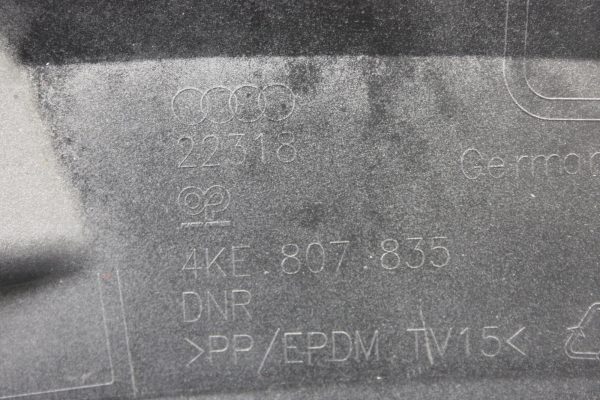 22318
German
4KE.807.835
DNR
>PP/EPDM TV15<